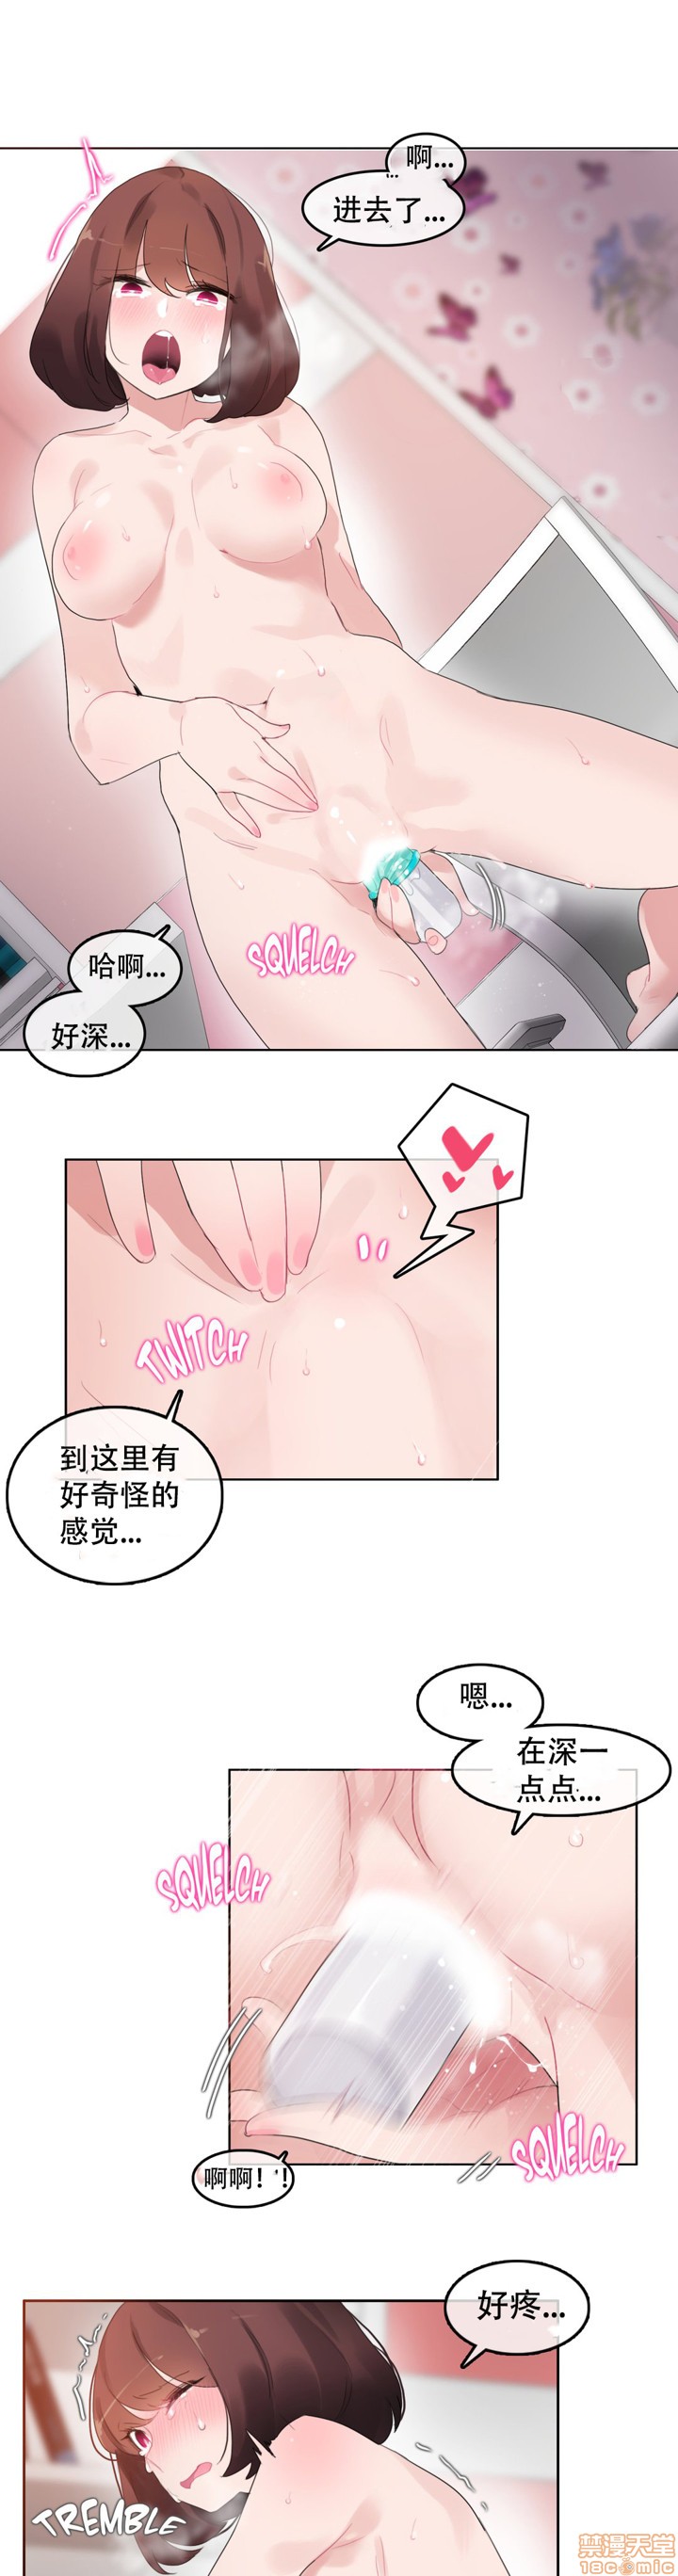 啊...
...
进去了...
SQUELCH
哈啊...
好深...
TWITCH
到这里有
好奇怪的
感觉...
嗯...
在深一
点点...
SQUELCH
SQUELCH
啊啊！！
好疼...
TREMBLE
禁漫天堂
18comic